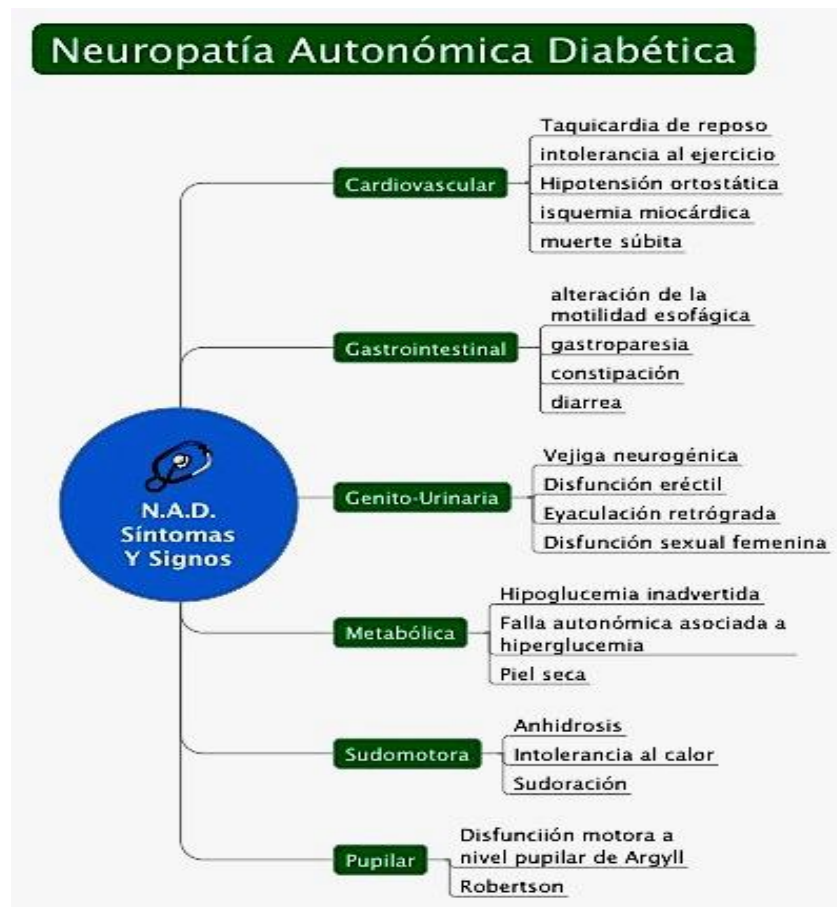 Neuropatía Autonómica Diabética
N.A.D.
Síntomas
Y Signos
Cardiovascular
Taquicardia de reposo
intolerancia al ejercicio
Hipotensión ortostática
isquemia miocárdica
muerte súbita
Gastrointestinal
alteración de la
motilidad esofágica
gastroparesia
constipación
diarrea
Genito-Urinaria
Vejiga neurogénica
Disfunción eréctil
Eyaculación retrógrada
Disfunción sexual femenina
Metabólica
Hipoglucemia inadvertida
Falla autonómica asociada a
hiperglucemia
Piel seca
Sudomotora
Anhidrosis
Intolerancia al calor
Sudoración
Pupilar
Disfunciión motora a
nivel pupilar de Argyll
Robertson